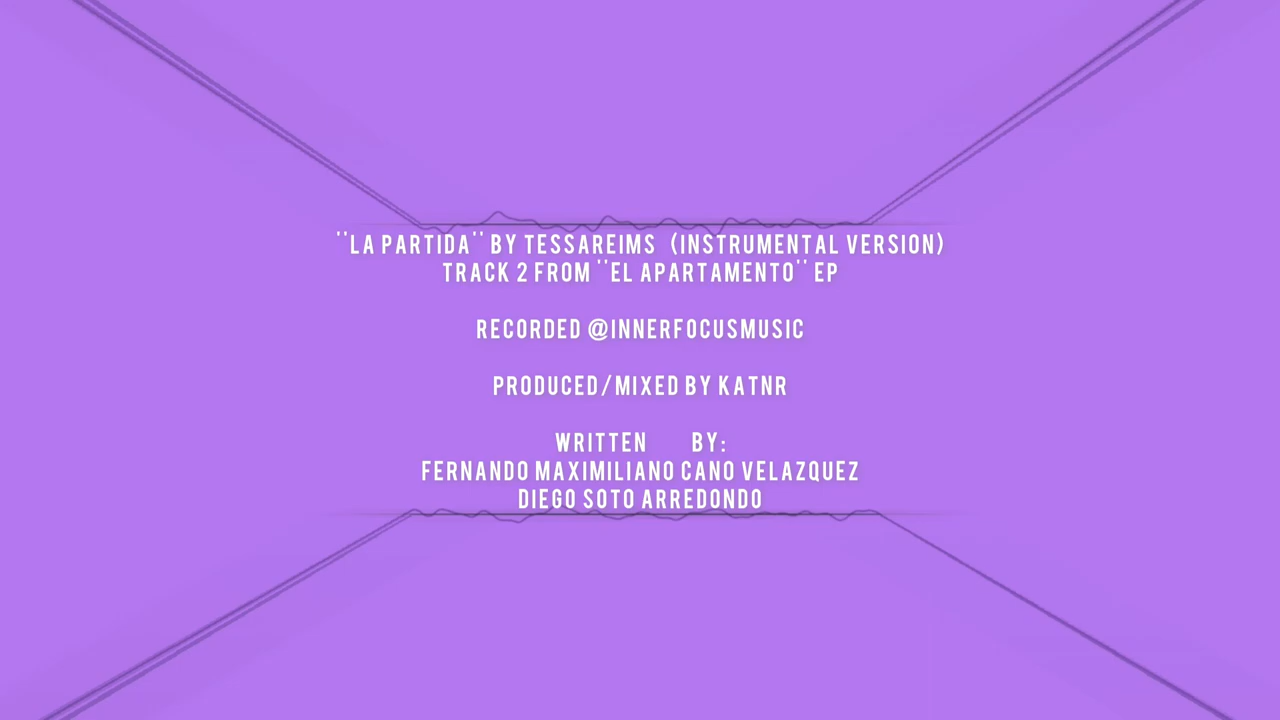 ''LA PARTIDA'' BY TESSAREIMS (INSTRUMENTAL VERSION)
TRACK 2 FROM ''EL APARTAMENTO'' EP
RECORDED @INNERFOCUSMUSIC
PRODUCED/MIXED BY KATNR
WRITTEN BY:
FERNANDO MAXIMILIANO CANO VELAZQUEZ
DIEGO SOTO ARREDONDO